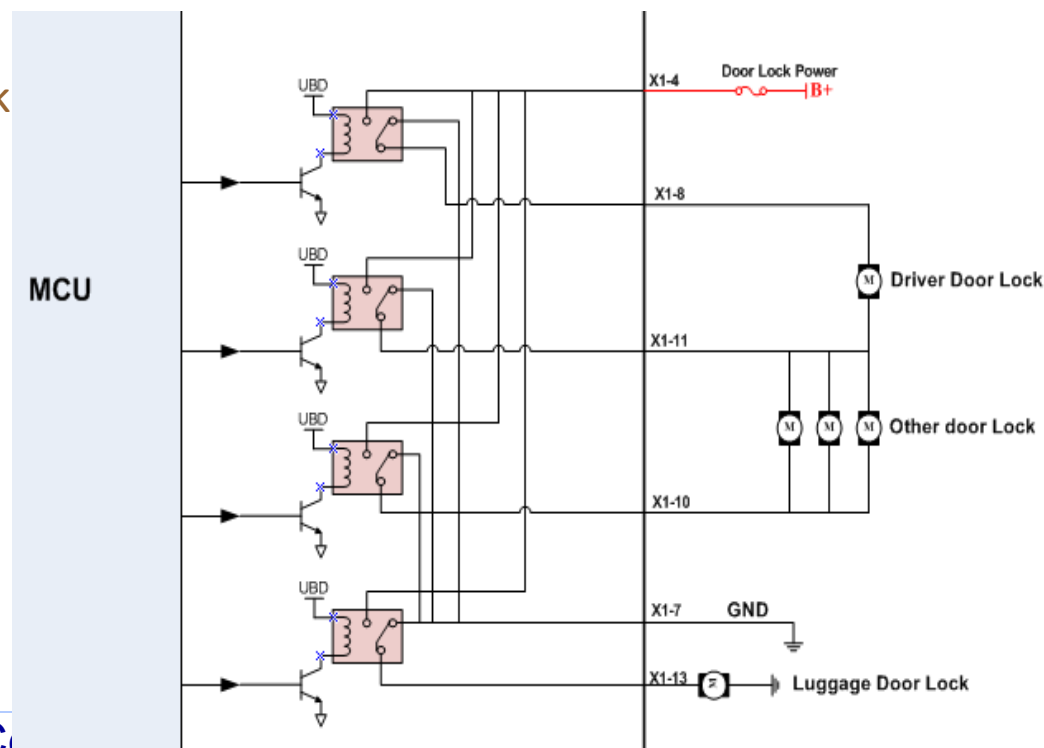 X1-4
Door Lock Power
B+
UBD
X1-8
UBD
MCU
M
Driver Door Lock
X1-11
UBD
M
M
M
Other door Lock
X1-10
UBD
X1-7
GND
X1-13
M
Luggage Door Lock